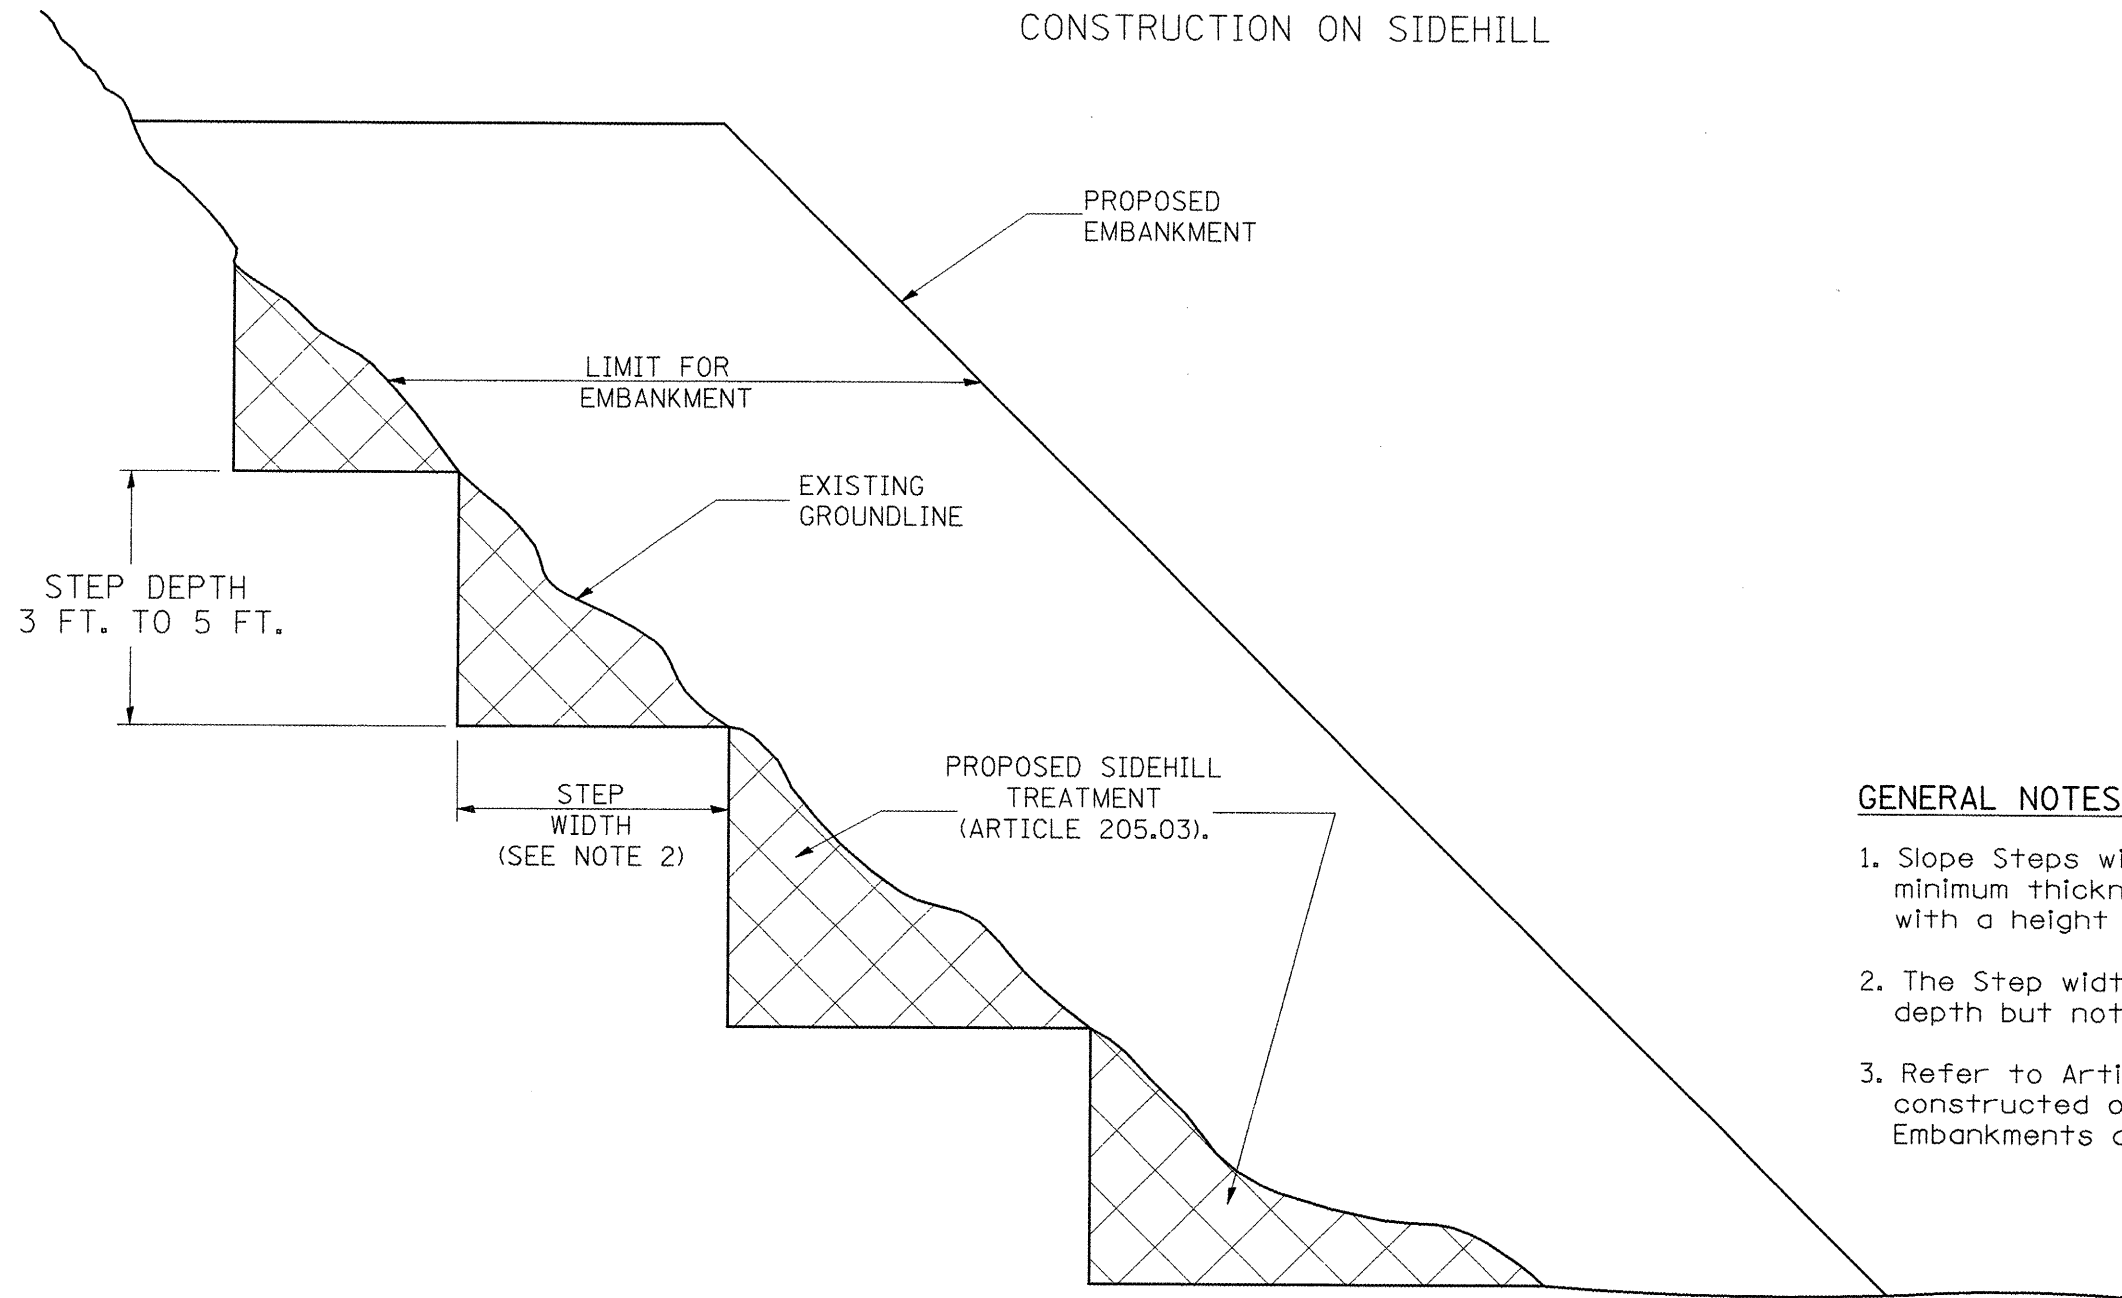 CONSTRUCTION ON SIDEHILL
PROPOSED
EMBANKMENT
LIMIT FOR
EMBANKMENT
EXISTING
GROUNDLINE
STEP DEPTH
3 FT. TO 5 FT.
STEP
WIDTH
(SEE NOTE 2)
PROPOSED SIDEHILL
TREATMENT
(ARTICLE 205.03).
GENERAL NOTES
1. Slope Steps
minimum
with a height
2. The Step
depth but not
3. Refer to
constructed
Embankments